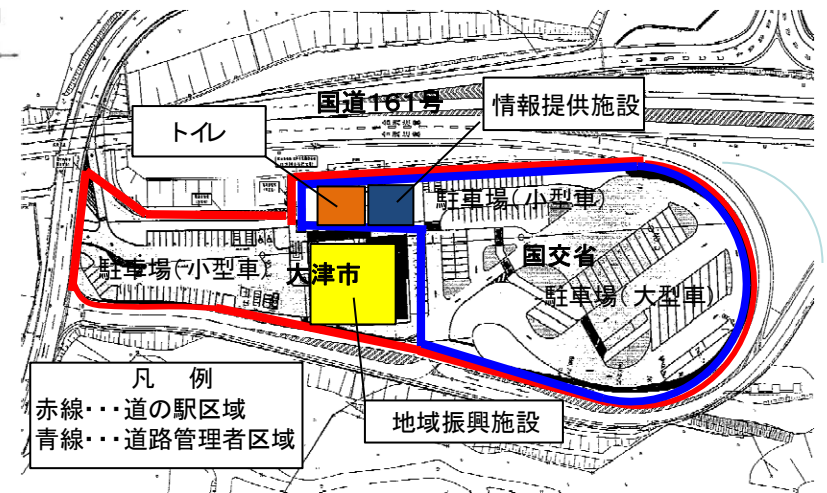 国道161号
情報提供施設
トイレ
駐車場(小型車)
国交省
駐車場(小型車)
大津市
駐車場(大型車)
凡 例
赤線・・・道の駅区域
青線・・・道路管理者区域
地域振興施設